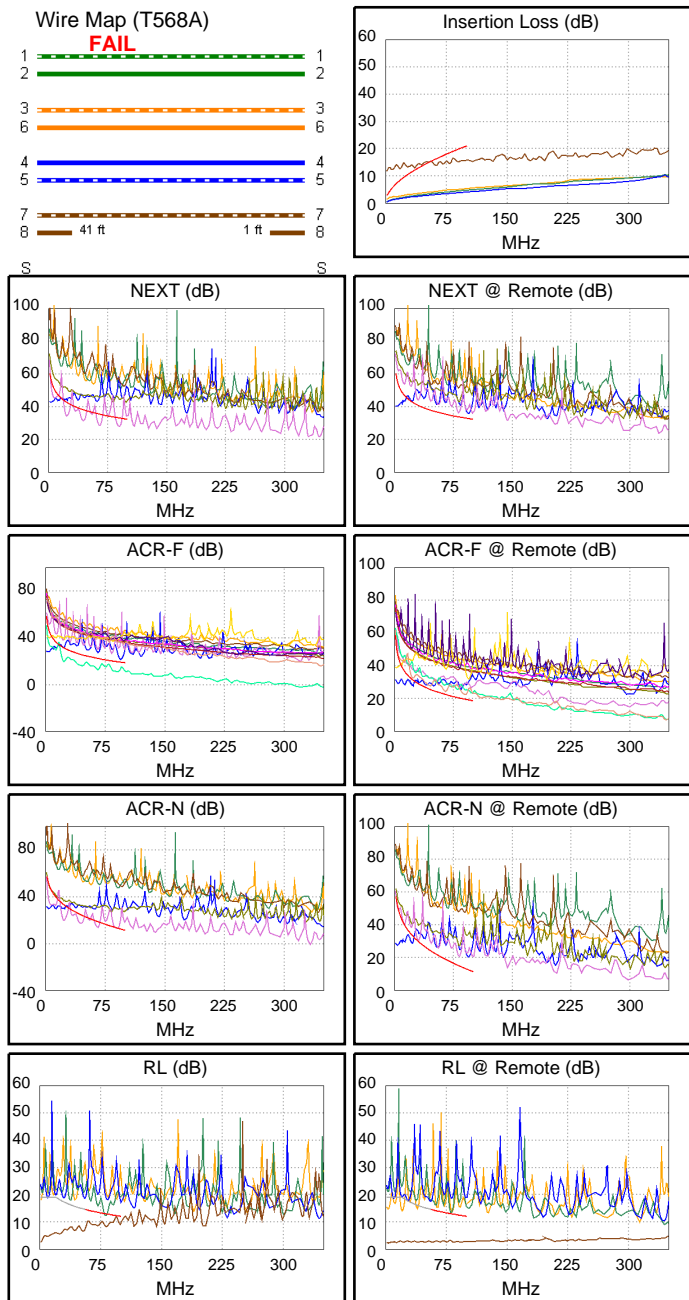 Wire Map (T568A)
FAIL
1 1
2 2
3 3
6 6
4 4
5 5
7 7
8 41 ft 1 ft 8
S S
Insertion Loss (dB)
60
50
40
30
20
10
0
0 75 150 225 300
MHz
NEXT (dB)
100
80
60
40
20
0
0 75 150 225 300
MHz
NEXT @ Remote (dB)
100
80
60
40
20
0
0 75 150 225 300
MHz
ACR-F (dB)
80
40
0
-40
0 75 150 225 300
MHz
ACR-F @ Remote (dB)
100
80
60
40
20
0
0 75 150 225 300
MHz
ACR-N (dB)
80
40
0
-40
0 75 150 225 300
MHz
ACR-N @ Remote (dB)
100
80
60
40
20
0
0 75 150 225 300
MHz
RL (dB)
60
50
40
30
20
10
0
0 75 150 225 300
MHz
RL @ Remote (dB)
60
50
40
30
20
10
0
0 75 150 225 300
MHz